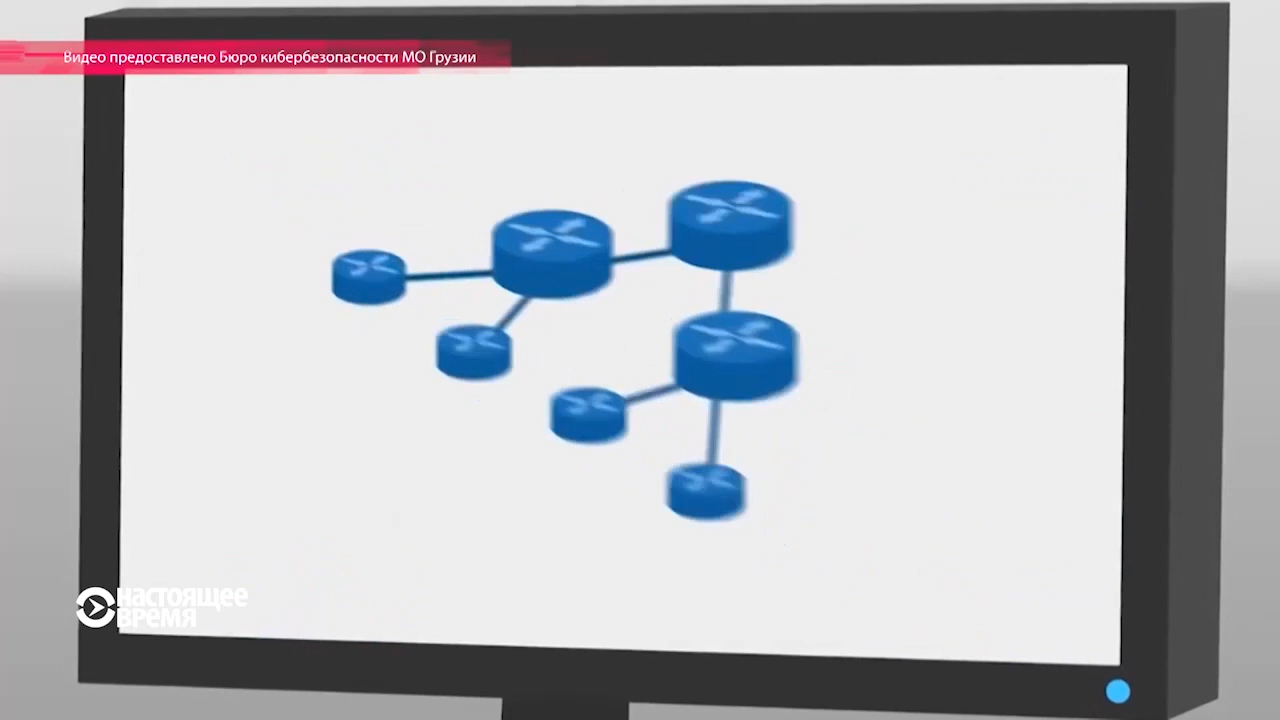 Видео предоставлено Бюро кибербезопасности МО Грузии
НАСТОЯЩЕЕ
ВРЕМЯ